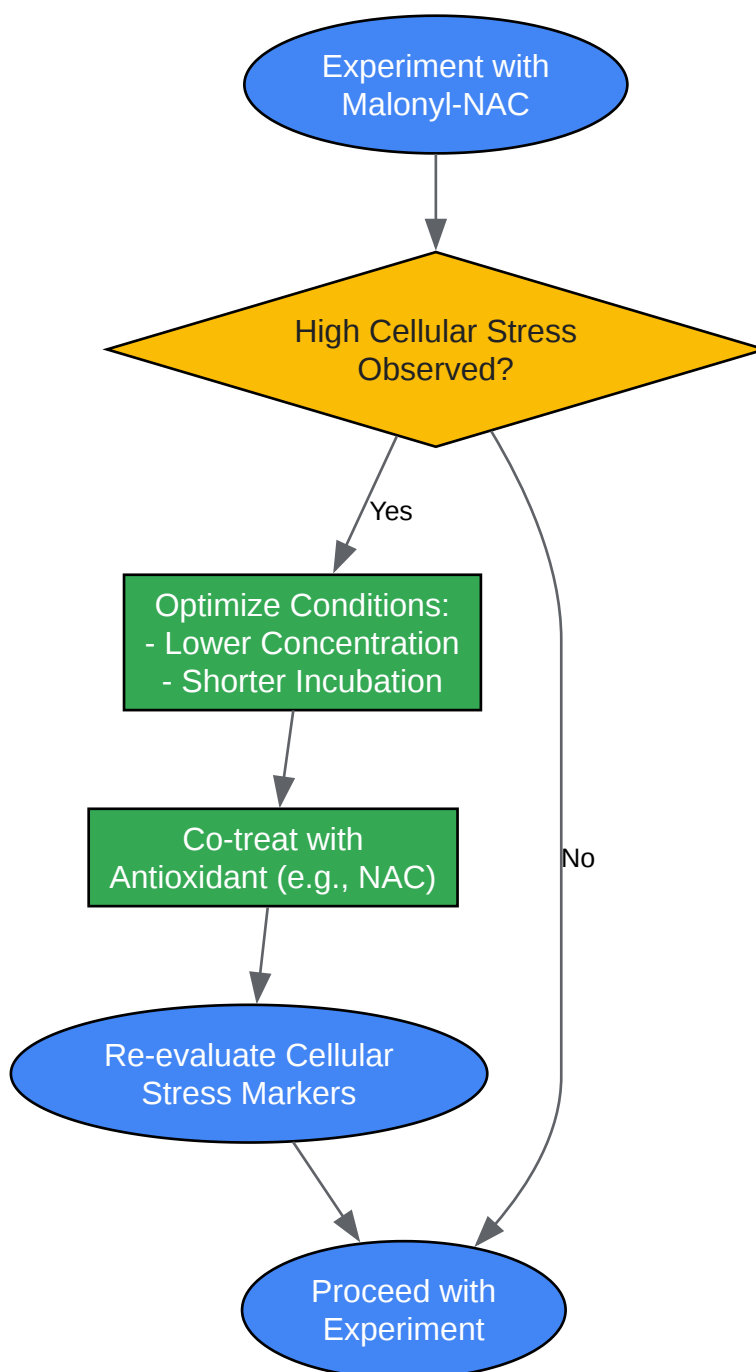 Experiment with
Malonyl-NAC
High Cellular Stress
Observed?
Yes
Optimize Conditions:
- Lower Concentration
- Shorter Incubation
Co-treat with
Antioxidant (e.g., NAC)
No
Re-evaluate Cellular
Stress Markers
Proceed with
Experiment